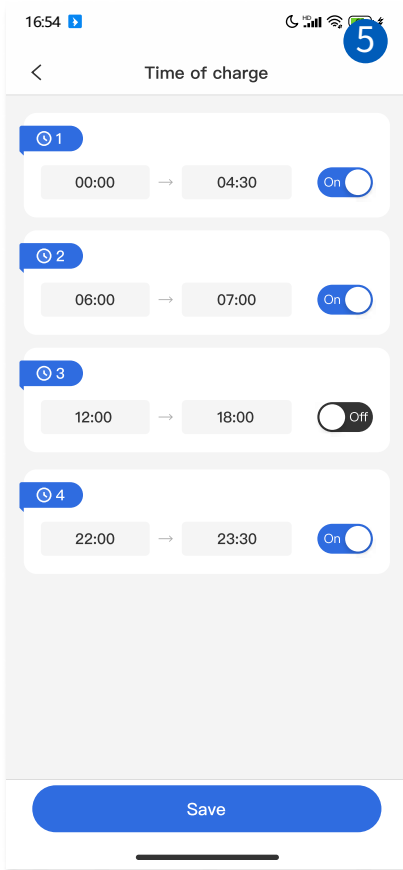 16:54
HD
5
Time of charge
1
00:00 → 04:30 On
2
06:00 → 07:00 On
3
12:00 → 18:00 Off
4
22:00 → 23:30 On
Save